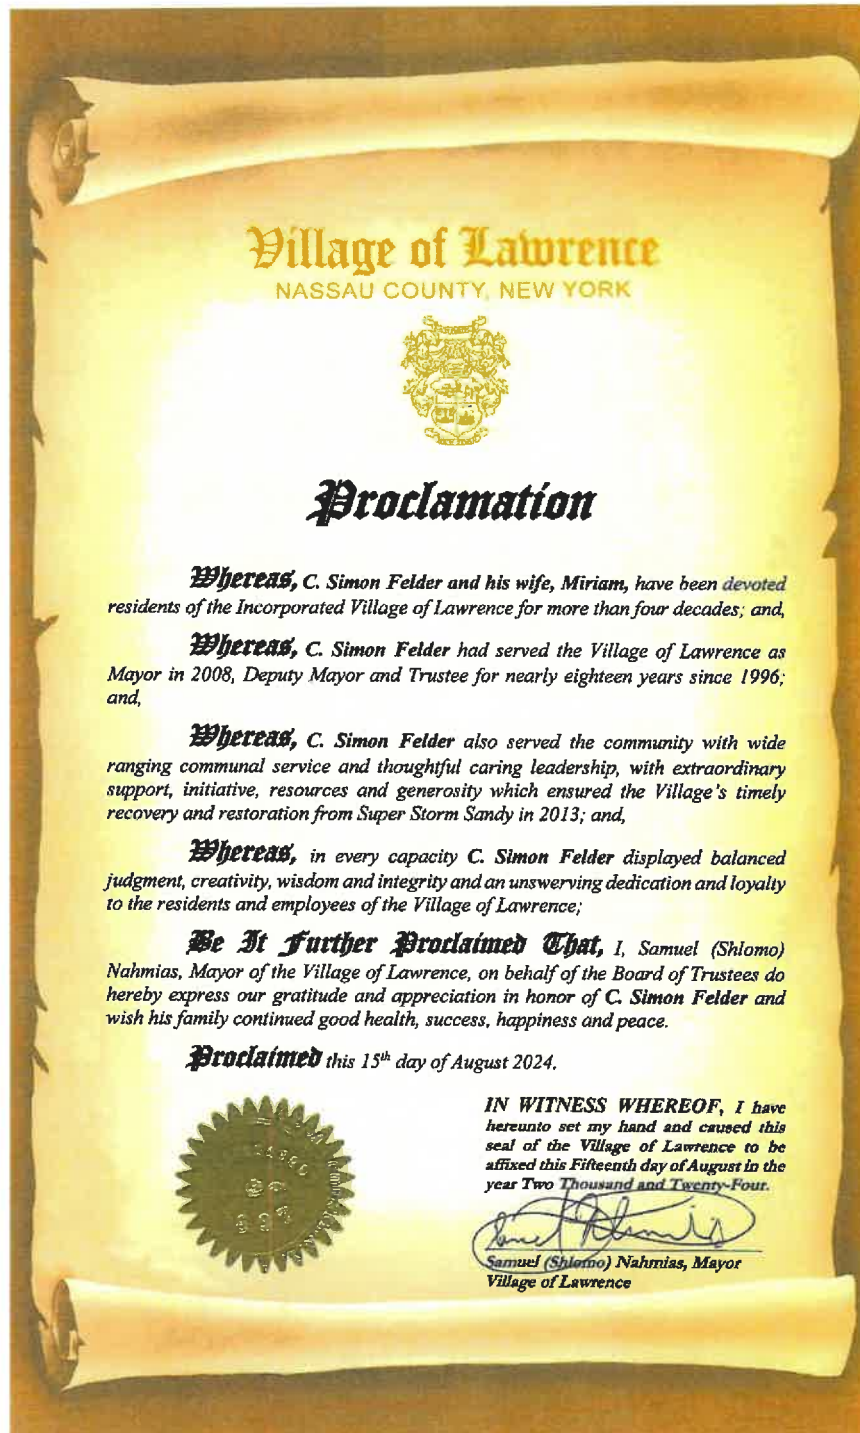 Village of Lawrence
NASSAU COUNTY, NEW YORK
Proclamation
Whereas, C. Simon Felder and his wife, Miriam, have been devoted
residents of the Incorporated Village of Lawrence for more than four decades; and,
Whereas, C. Simon Felder had served the Village of Lawrence as
Mayor in 2008, Deputy Mayor and Trustee for nearly eighteen years since 1996;
and,
Whereas, C. Simon Felder also served the community with wide
ranging communal service and thoughtful caring leadership, with extraordinary
support, initiative, resources and generosity which ensured the Village's timely
recovery and restoration from Super Storm Sandy in 2013; and,
Whereas, in every capacity C. Simon Felder displayed balanced
judgment, creativity, wisdom and integrity and an unswerving dedication and loyalty
to the residents and employees of the Village of Lawrence;
Be It Further Proclaimed That, I, Samuel (Shlomo)
Nahmias, Mayor of the Village of Lawrence, on behalf of the Board of Trustees do
hereby express our gratitude and appreciation in honor of C. Simon Felder and
wish his family continued good health, success, happiness and peace.
Proclaimed this 15th day of August 2024.
IN WITNESS WHEREOF, I have
hereunto set my hand and caused this
seal of the Village of Lawrence to be
affixed this Fifteenth day of August in the
year Two Thousand and Twenty-Four.
Samuel (Shlomo) Nahmias, Mayor
Village of Lawrence